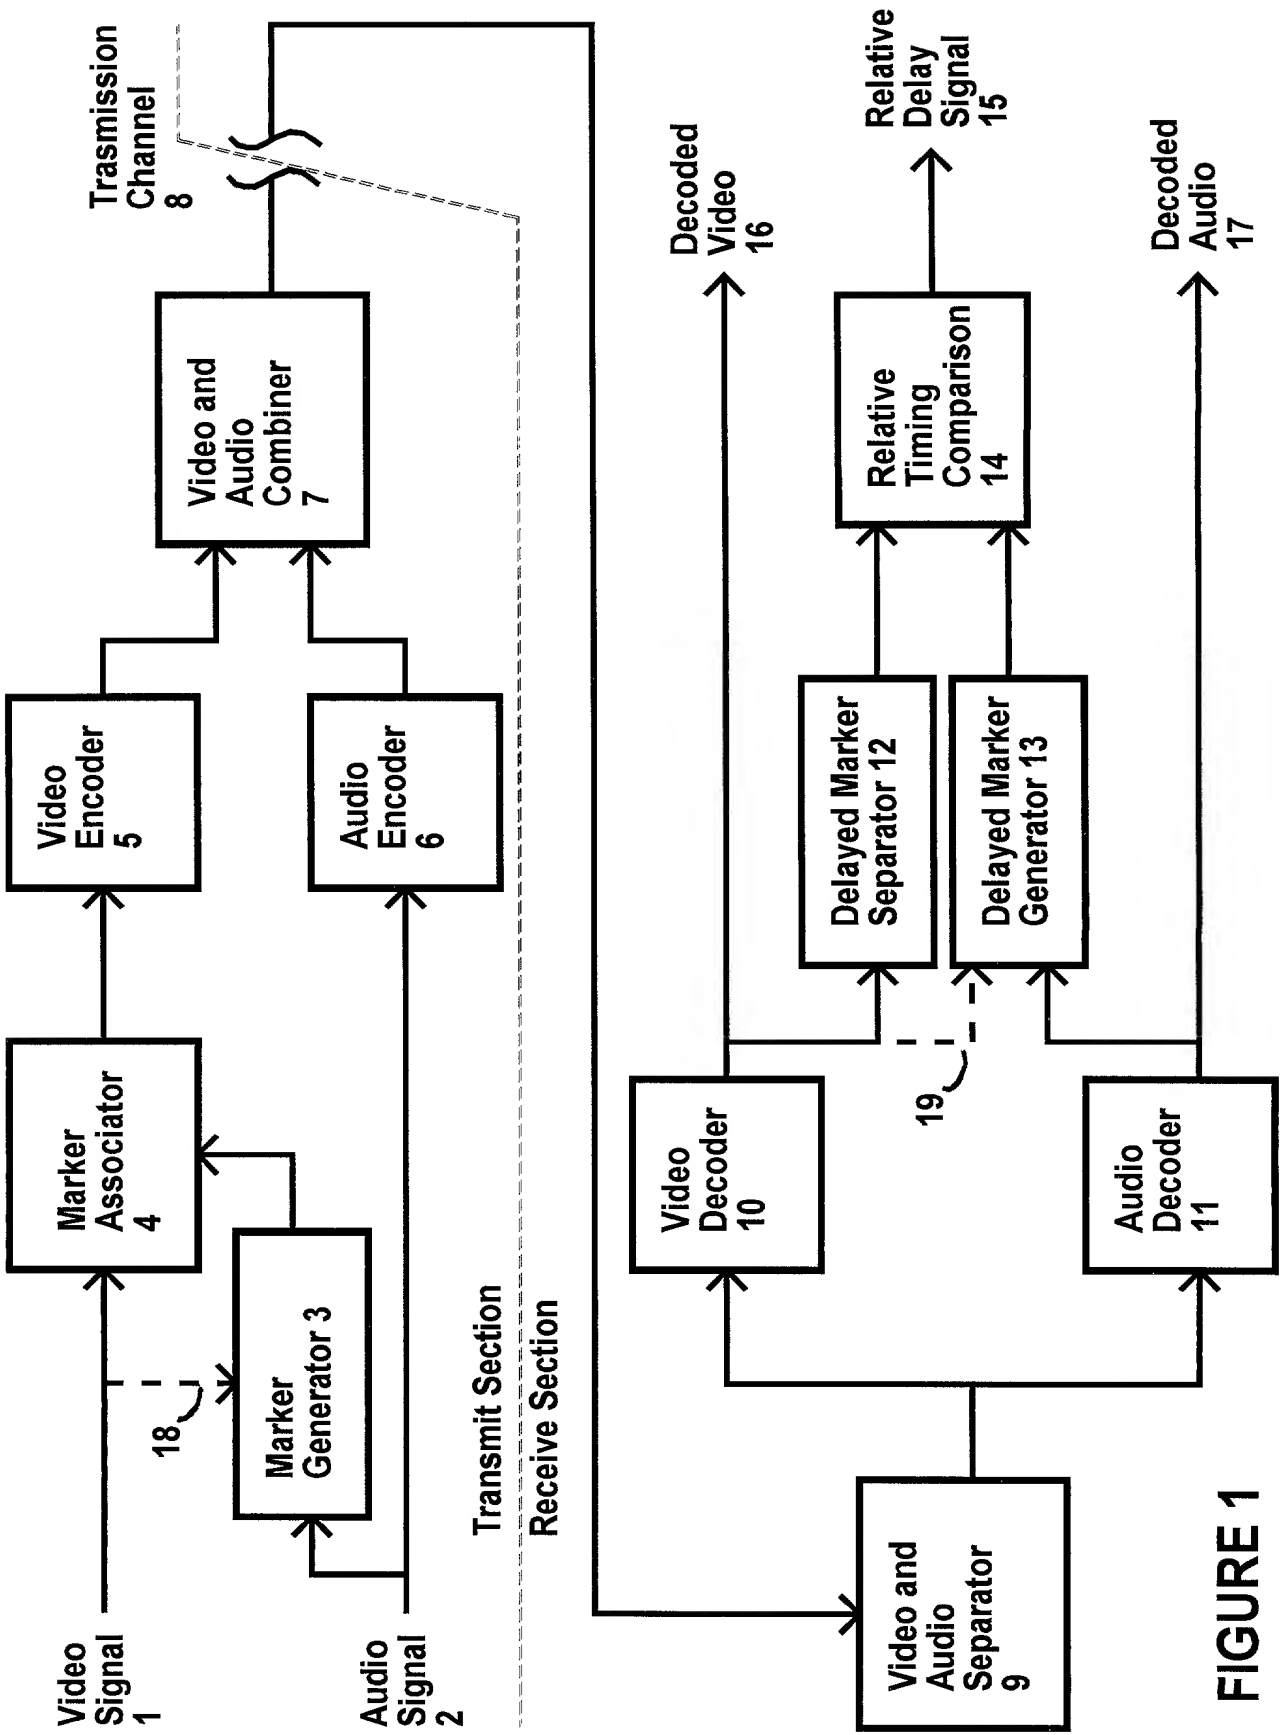 Video
Signal
1
Audio
Signal
2
18
Marker
Generator 3
Marker
Associator
4
Video
Encoder
5
Audio
Encoder
6
Video and
Audio
Combiner
7
Trasmission
Channel
8
Transmit Section
Receive Section
Video and
Audio
Separator
9
Video
Decoder
10
Audio
Decoder
11
19
Delayed Marker
Separator 12
Delayed Marker
Generator 13
Relative
Timing
Comparison
14
Decoded
Video
16
Relative
Delay
Signal
15
Decoded
Audio
17
FIGURE 1